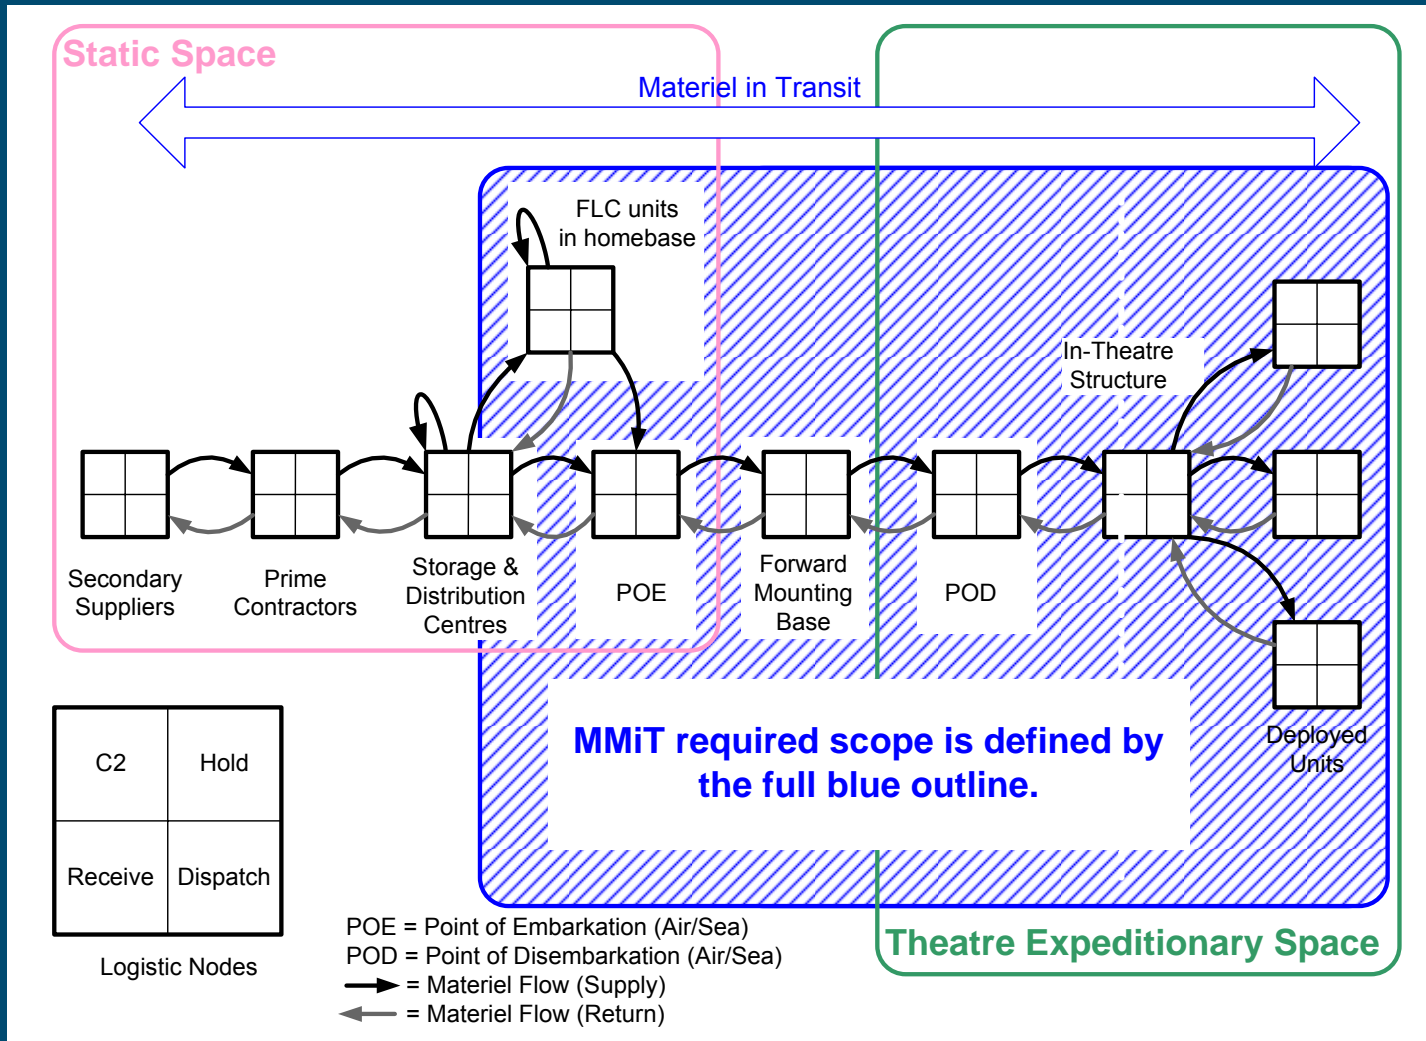 Static Space
Materiel in Transit
FLC units
in homebase
In-Theatre
Structure
Secondary
Suppliers
Prime
Contractors
Storage &
Distribution
Centres
POE
Forward
Mounting
Base
POD
Deployed
Units
MMiT required scope is defined by
the full blue outline.
C2
Hold
Receive
Dispatch
Logistic Nodes
POE = Point of Embarkation (Air/Sea)
POD = Point of Disembarkation (Air/Sea)
= Materiel Flow (Supply)
= Materiel Flow (Return)
Theatre Expeditionary Space